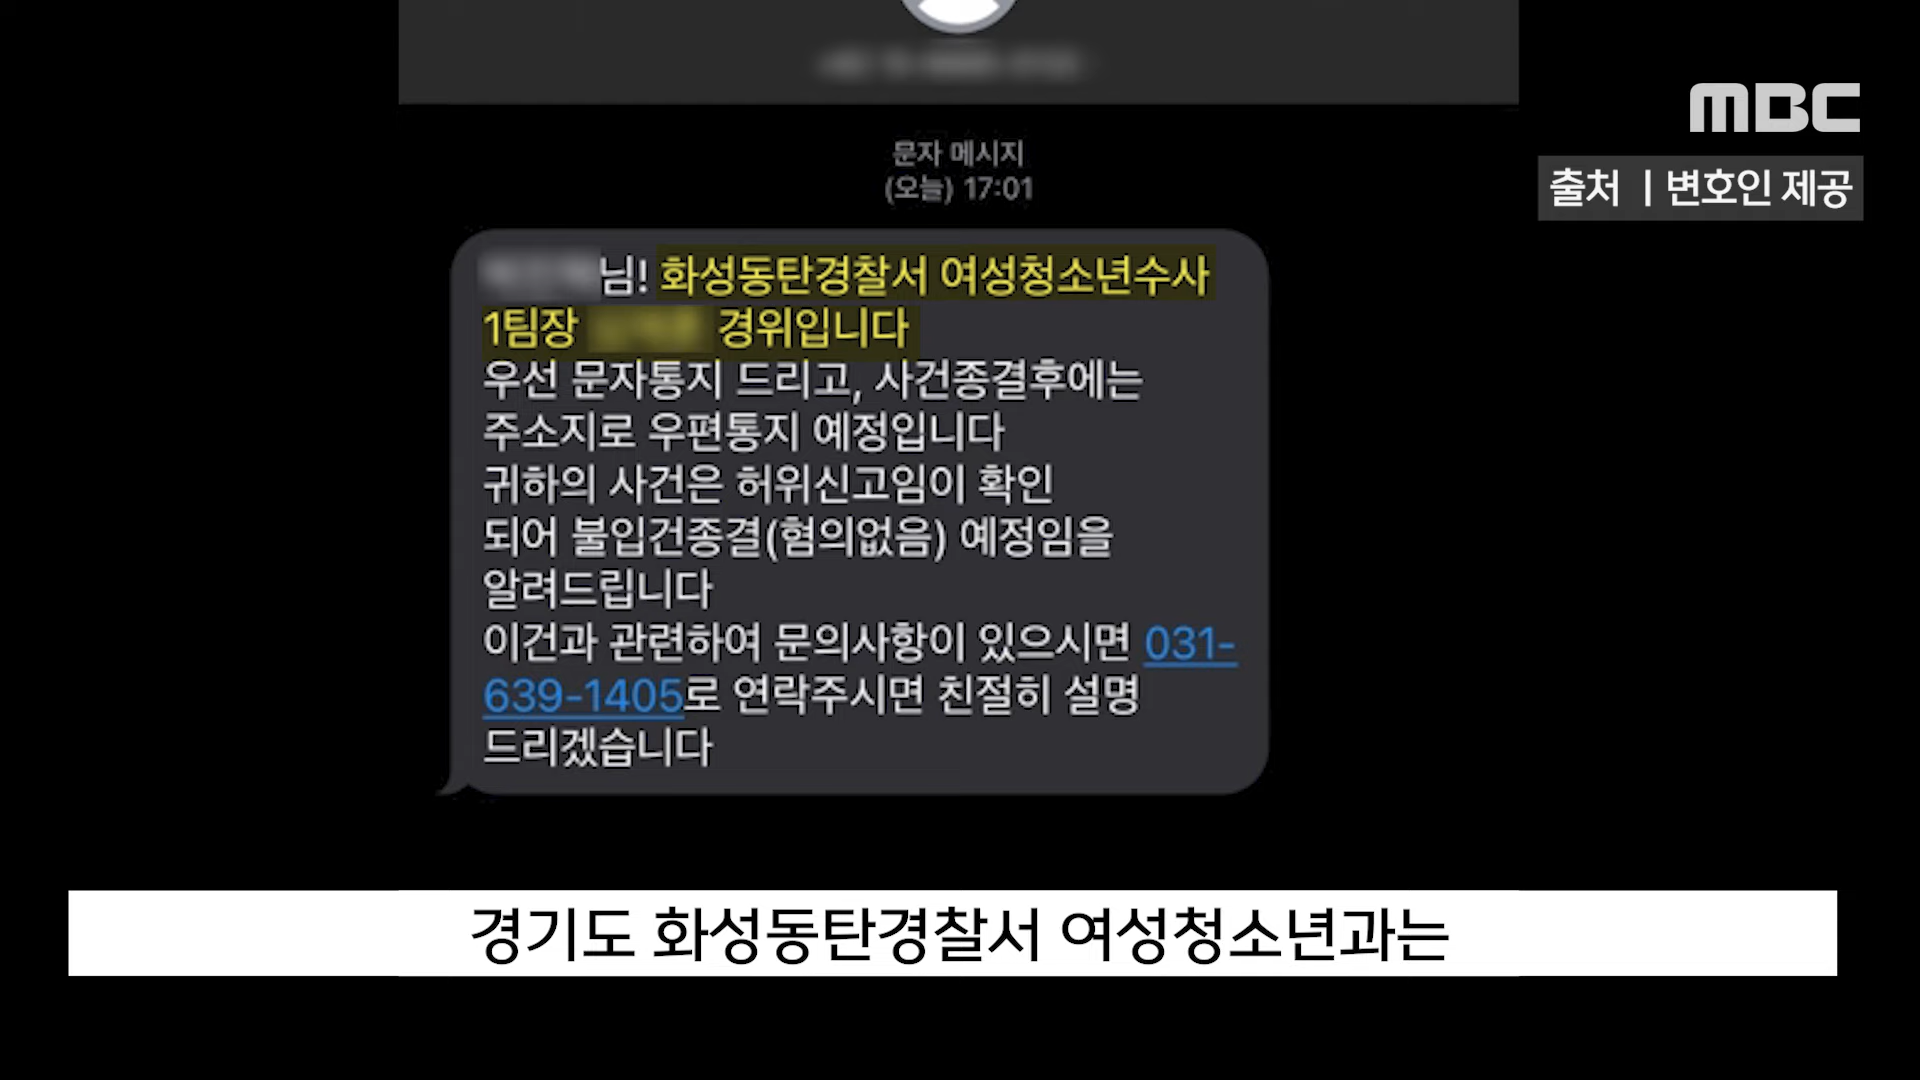 MBC
출처 | 변호인 제공
문자 메시지
(오늘) 17:01
님! 화성동탄경찰서 여성청소년수사
1팀장 경위입니다
우선 문자통지 드리고, 사건종결후에는
주소지로 우편통지 예정입니다
귀하의 사건은 허위신고임이 확인
되어 불입건종결(혐의없음) 예정임을
알려드립니다
이건과 관련하여 문의사항이 있으시면 031-
639-1405로 연락주시면 친절히 설명
드리겠습니다
경기도 화성동탄경찰서 여성청소년과는